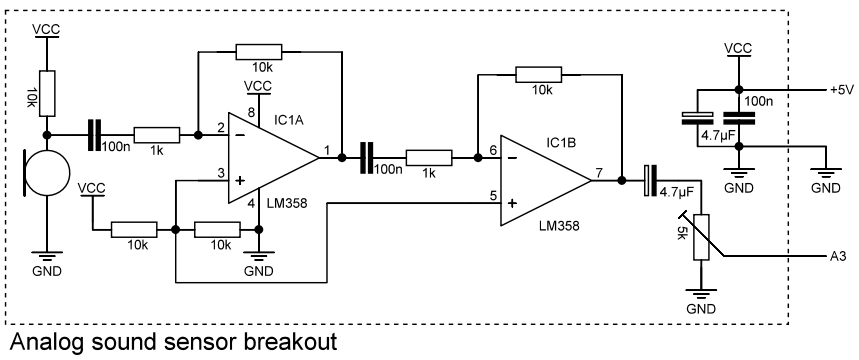 VCC
10k
GND
100n
1k
10k
VCC
8
IC1A
2
−
1
3
+
4
LM358
VCC
10k
10k
GND
100n
1k
10k
IC1B
6
−
7
5
+
LM358
4.7µF
5k
GND
VCC
+5V
4.7µF
100n
GND
GND
A3
Analog sound sensor breakout